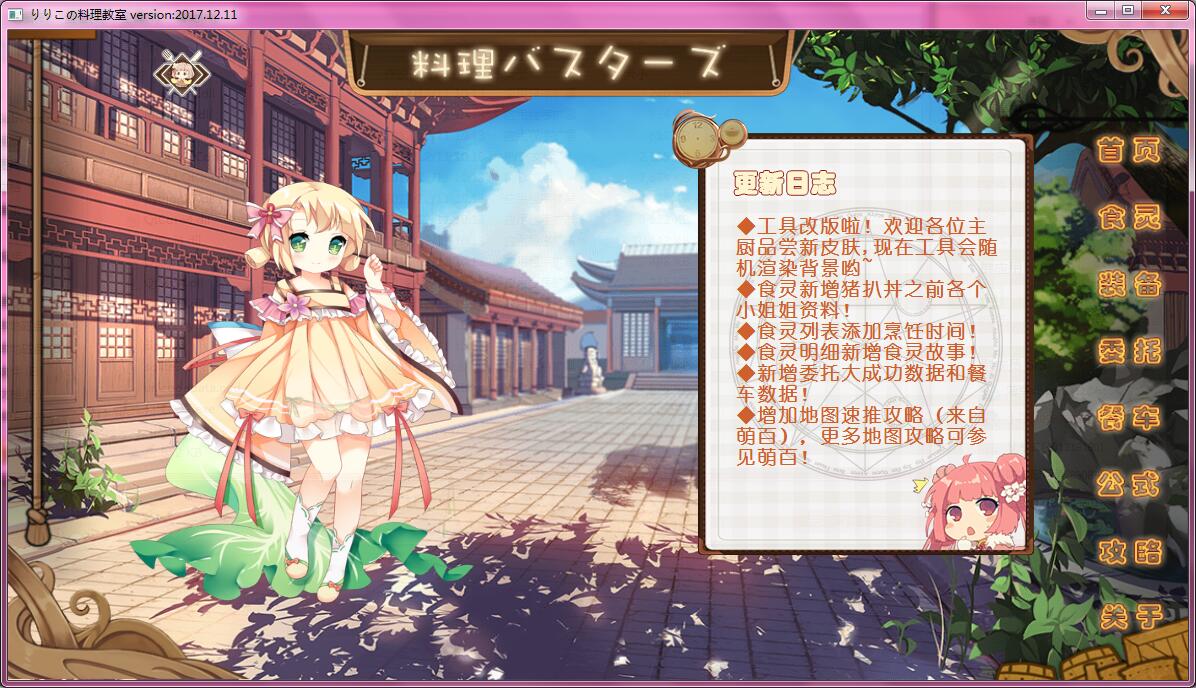 りりこの料理教室 version:2017.12.11
料理バスターズ
更新日志
◆工具改版啦！欢迎各位主
厨品尝新皮肤,现在工具会随
机渲染背景哟~
◆食灵新增猪扒丼之前各个
小姐姐资料！
◆食灵列表添加烹饪时间！
◆食灵明细新增食灵故事！
◆新增委托大成功数据和餐
车数据！
◆增加地图速推攻略（来自
萌百），更多地图攻略可参
见萌百！
首页
食灵
装备
委托
餐车
公式
攻略
关于